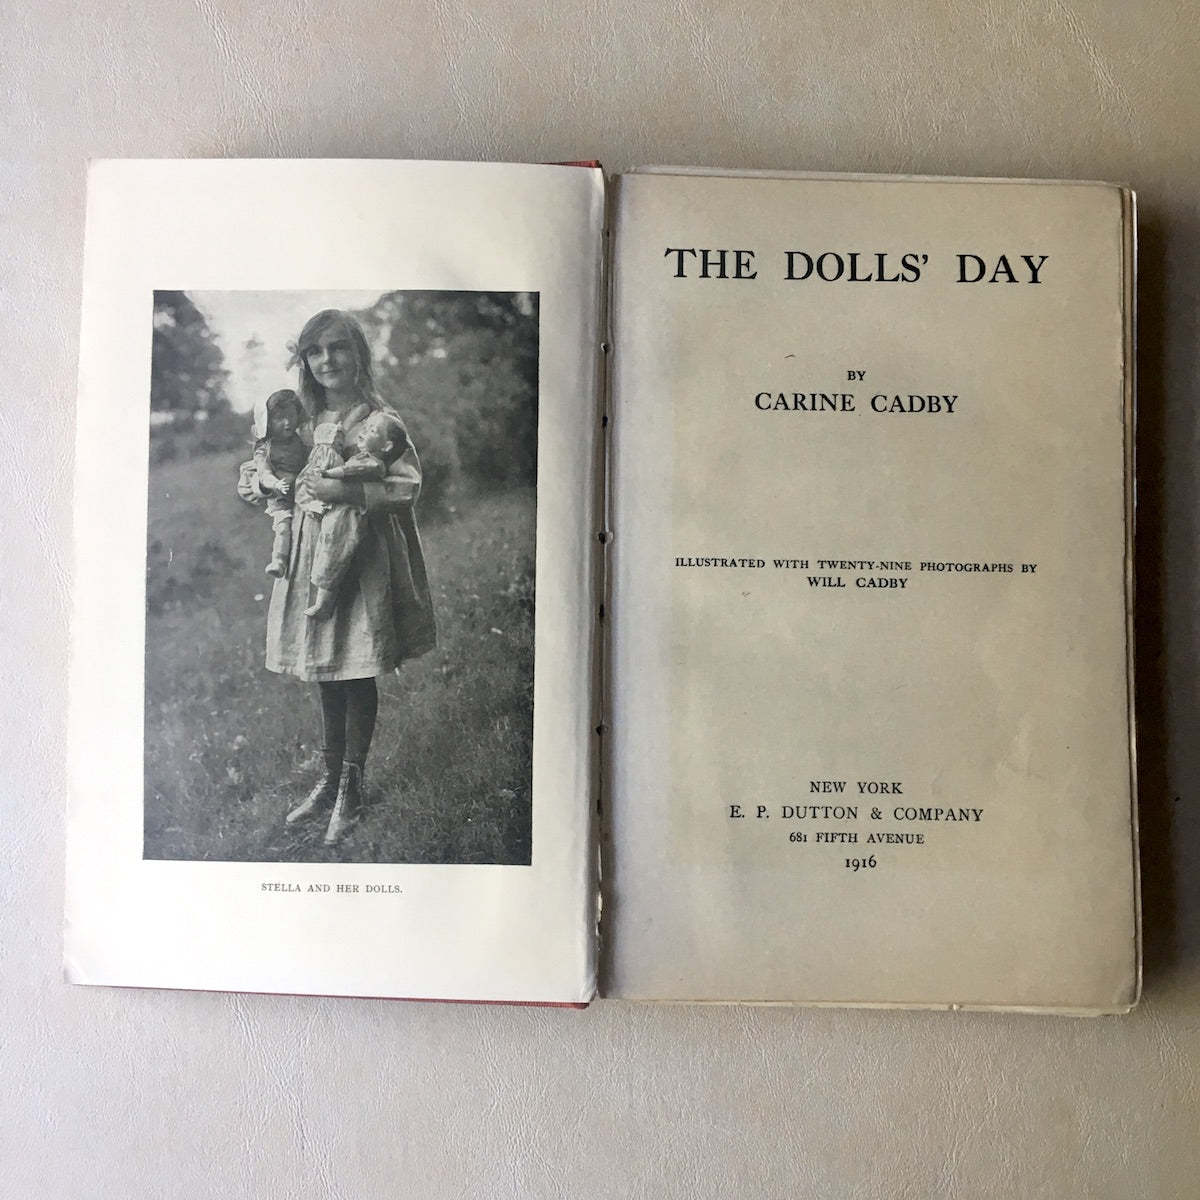 STELLA AND HER DOLLS.
THE DOLLS' DAY
BY
CARINE CADBY
ILLUSTRATED WITH TWENTY-NINE PHOTOGRAPHS BY
WILL CADBY
NEW YORK
E. P. DUTTON & COMPANY
681 FIFTH AVENUE
1916